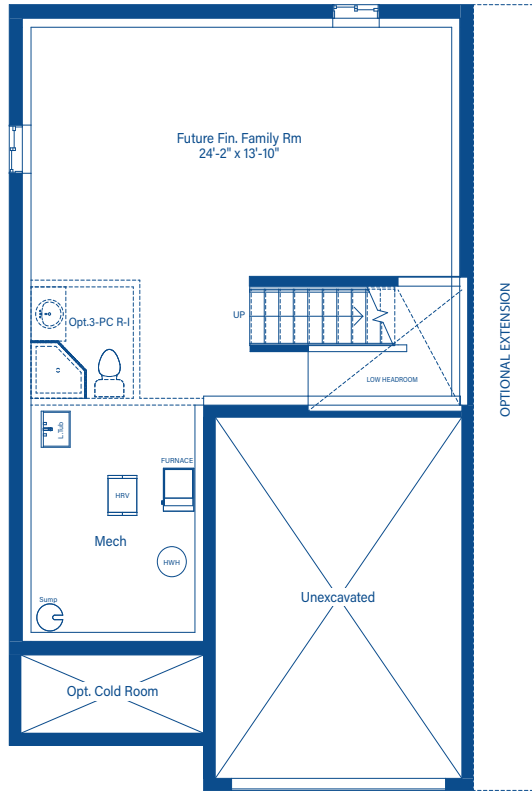 Future Fin. Family Rm
24'-2" x 13'-10"
OPTIONAL EXTENSION
UP
Opt.3-PC R-I
LOW HEADROOM
L.Tub
FURNACE
HRV
Mech
HWH
Unexcavated
Sump
Opt. Cold Room